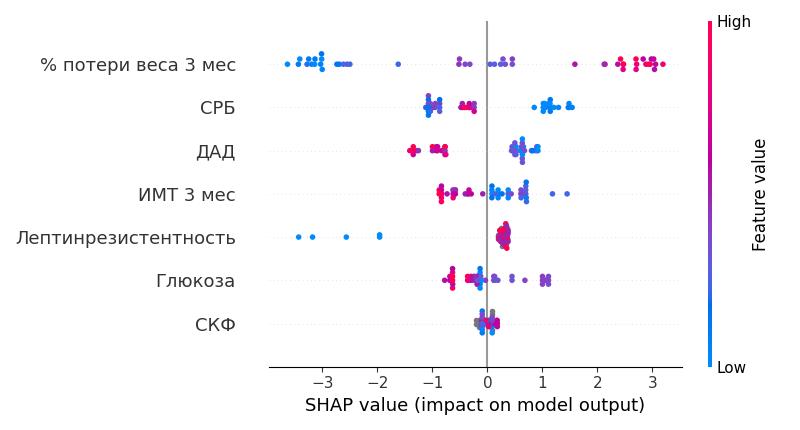 High
% потери веса 3 мес
СРБ
ДАД
ИМТ 3 мес
Лептинрезистентность
Глюкоза
СКФ
Feature value
Low
−3 −2 −1 0 1 2 3
SHAP value (impact on model output)